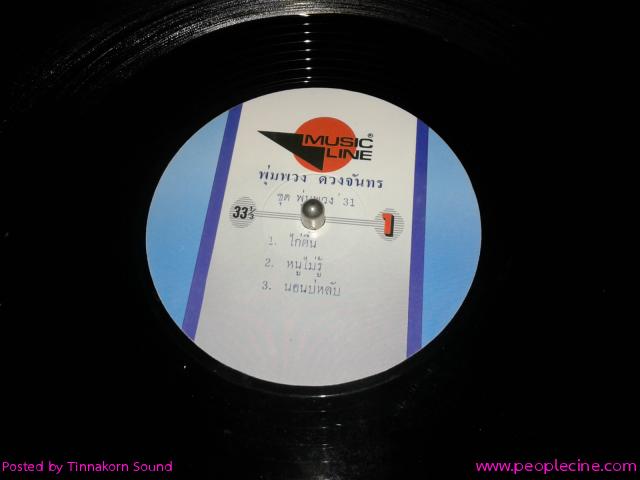 MUSIC®
LINE
พุ่มพวง ดวงจันทร
ชุด พุ่มพวง '31
33⅓ 1
1. ไก่ตื่น
2. หนูไม่รู้
3. นอนบ่หลับ
Posted by Tinnakorn Sound
www.peoplecine.com